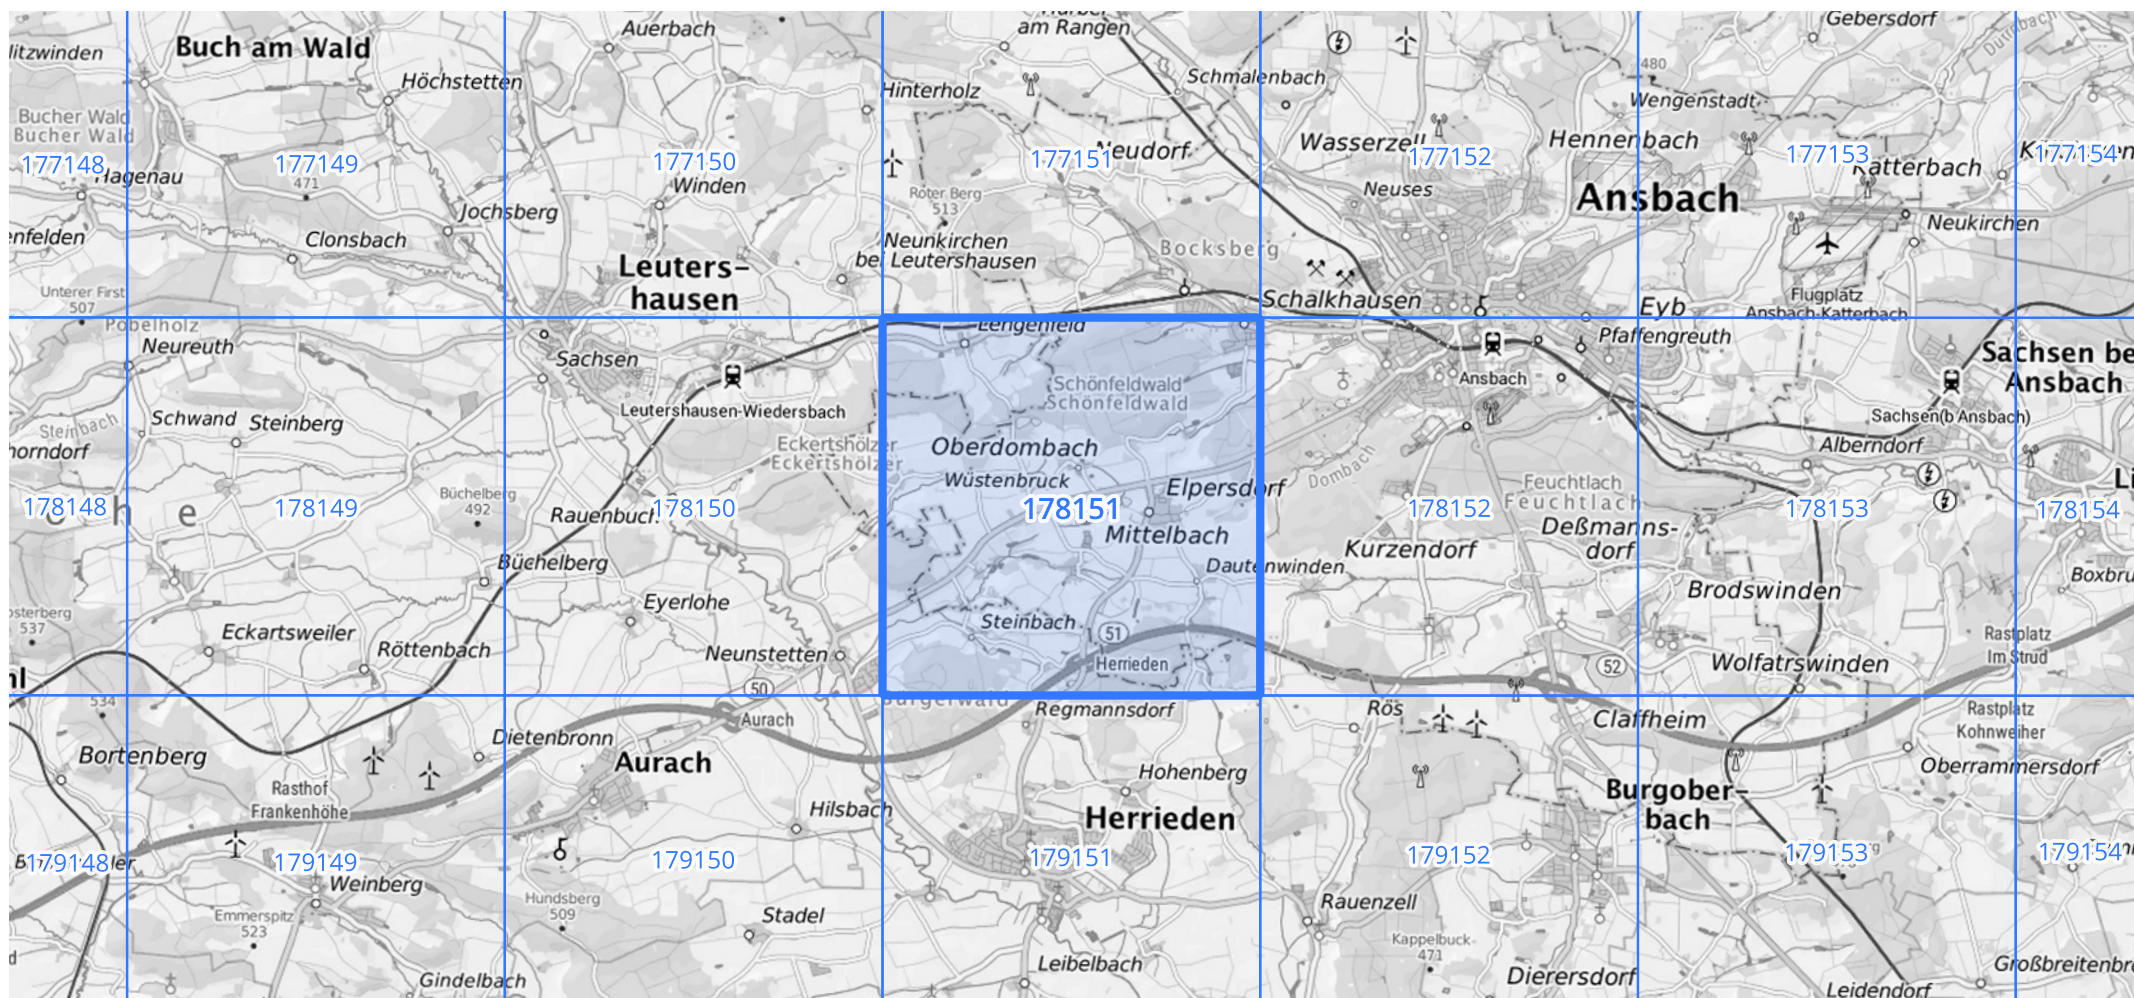 Buch am Wald
Höchstetten
Bucher Wald
Bucher Wald
177148
Hagenau
177149
471
Jochsberg
Clonsbach
Unterer First
507
Auerbach
177150
Winden
Leuters-
hausen
am Rangen
Schmalenbach
Hinterholz
177151
Neudorf
Roter Berg
513
Neunkirchen
bei Leutershausen
Bocksberg
Wasserzell
177152
Hennenbach
Neuses
Ansbach
Schalkhausen
Gebersdorf
480
Wengenstadt
177153
Katterbach
177154
Neukirchen
Eyb
Flugplatz
Ansbach-Katterbach
Neureuth
Schwand
Steinberg
Steinbach
178148
178149
h e
Büchelberg
492
537
Eckartsweiler
Röttenbach
Sachsen
Leutershausen-Wiedersbach
Eckertshölzer
Eckertshölzer
178150
Rauenbuch
Büchelberg
Eyerlohe
Neunstetten
50
Lengenfeld
Schönfeldwald
Schönfeldwald
Oberdombach
Wüstenbruck
Elpersdorf
178151
Mittelbach
Dautenwinden
Steinbach
51
Herrieden
Pfaffengreuth
Ansbach
Dombach
Feuchtlach
Feuchtlach
178152
Deßmanns-
dorf
Kurzendorf
52
Sachsen be
Ansbach
Sachsen(b Ansbach)
Alberndorf
178153
178154
Brodswinden
Rastplatz
Im Strud
Wolfatrswinden
534
Bortenberg
Rasthof
Frankenhöhe
179148
179149
Weinberg
Emmerspitz
523
Gindelbach
Aurach
Dietenbronn
Aurach
Hilsbach
179150
Hundsberg
509
Stadel
Regmannsdorf
Hohenberg
Herrieden
179151
Leibelbach
Rös
Claffheim
Burgober-
bach
179152
Rauenzell
Kappelbuck
471
Dierersdorf
Rastplatz
Kohnweiher
Oberrammersdorf
179153
179154
Leidendorf